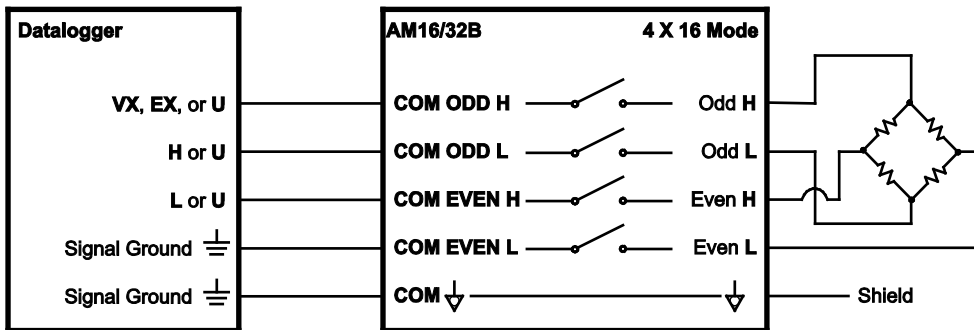 Datalogger
AM16/32B 4 X 16 Mode
VX, EX, or U COM ODD H Odd H
H or U COM ODD L Odd L
L or U COM EVEN H Even H
Signal Ground COM EVEN L Even L
Signal Ground COM Shield